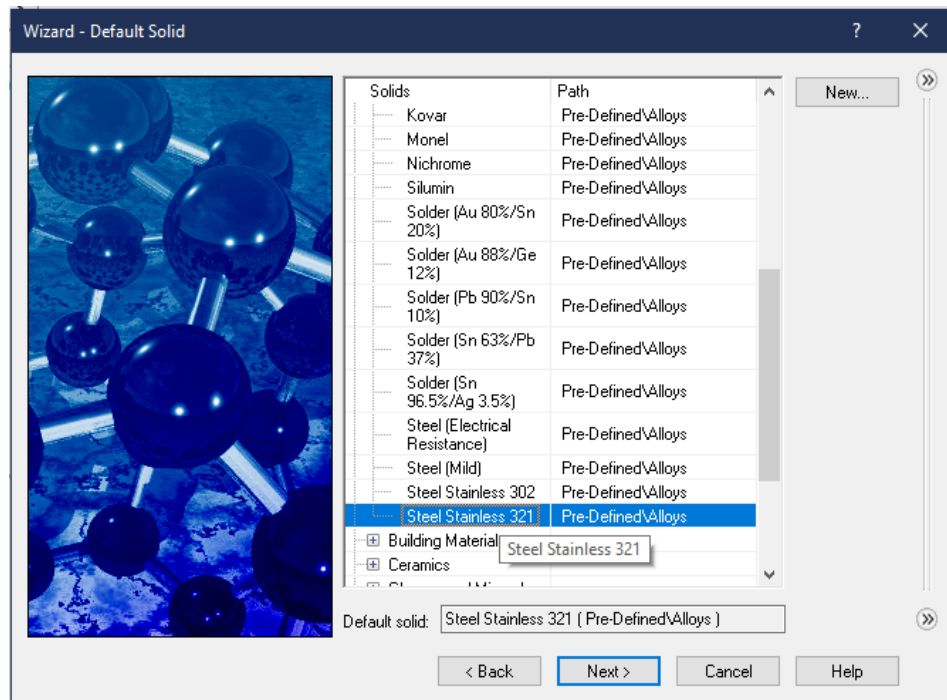 Wizard - Default Solid
?
Solids Path
New...
Kovar Pre-Defined\Alloys
Monel Pre-Defined\Alloys
Nichrome Pre-Defined\Alloys
Silumin Pre-Defined\Alloys
Solder (Au 80%/Sn
20%) Pre-Defined\Alloys
Solder (Au 88%/Ge
12%) Pre-Defined\Alloys
Solder (Pb 90%/Sn
10%) Pre-Defined\Alloys
Solder (Sn 63%/Pb
37%) Pre-Defined\Alloys
Solder (Sn
96.5%/Ag 3.5%) Pre-Defined\Alloys
Steel (Electrical
Resistance) Pre-Defined\Alloys
Steel (Mild) Pre-Defined\Alloys
Steel Stainless 302 Pre-Defined\Alloys
Steel Stainless 321 Pre-Defined\Alloys
Building Material
Steel Stainless 321
Ceramics
Default solid: Steel Stainless 321 ( Pre-Defined\Alloys )
< Back Next > Cancel Help